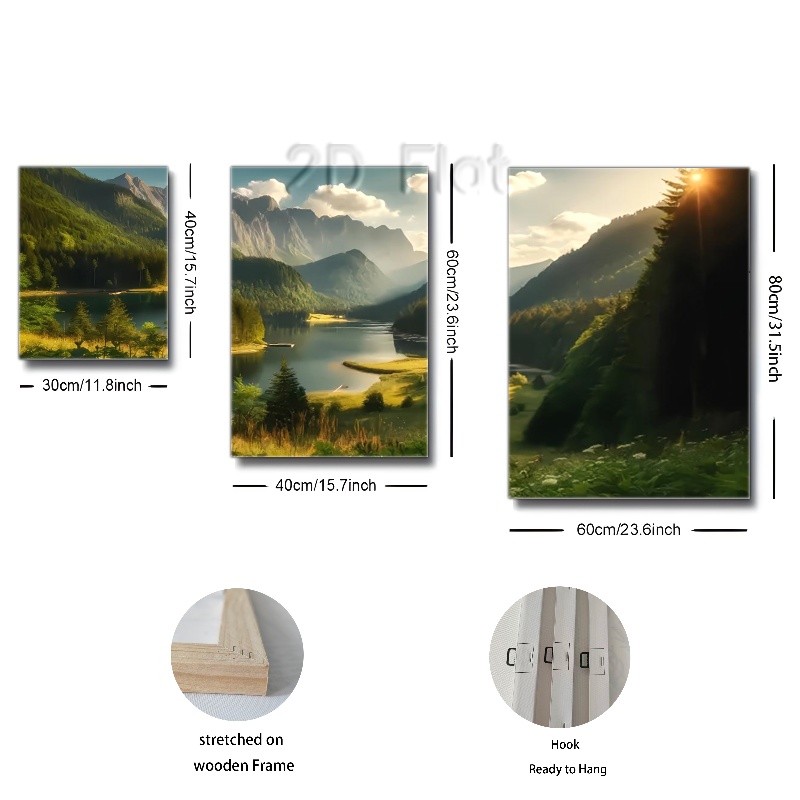 2D Flat
40cm/15.7inch
60cm/23.6inch
80cm/31.5inch
30cm/11.8inch
40cm/15.7inch
60cm/23.6inch
stretched on
wooden Frame
Hook
Ready to Hang